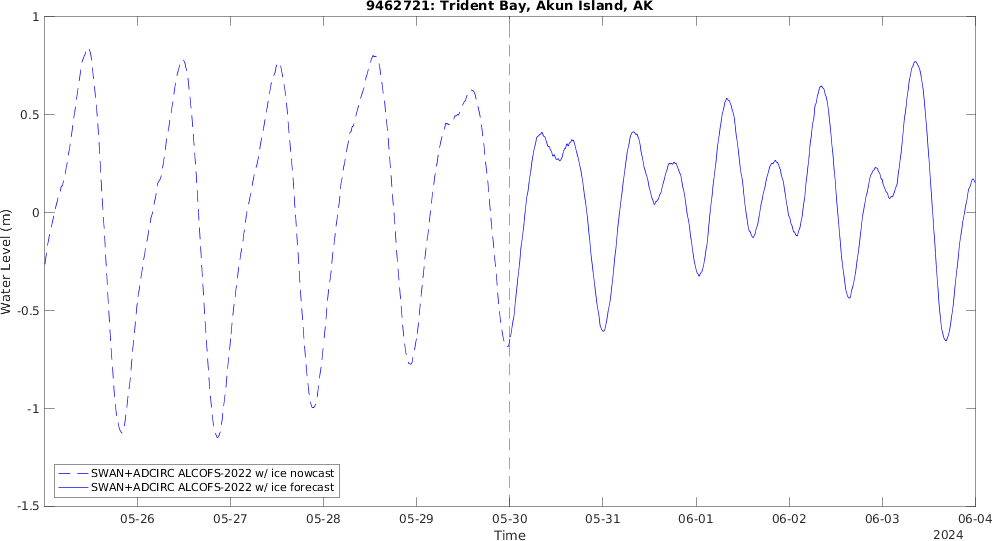 9462721: Trident Bay, Akun Island, AK
1
0.5
0
-0.5
-1
-1.5
Water Level (m)
SWAN+ADCIRC ALCOFS-2022 w/ ice nowcast
SWAN+ADCIRC ALCOFS-2022 w/ ice forecast
05-26 05-27 05-28 05-29 05-30 05-31 06-01 06-02 06-03 06-04
Time
2024